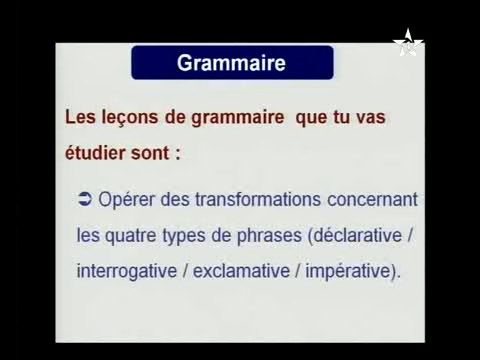 Grammaire
Les leçons de grammaire que tu vas
étudier sont :
➲ Opérer des transformations concernant
les quatre types de phrases (déclarative /
interrogative / exclamative / impérative).